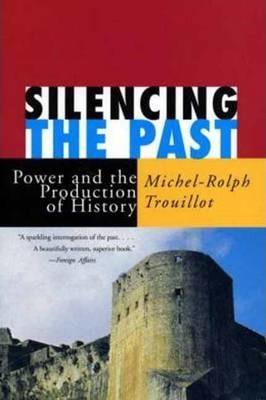 SILENCING
THE PAST
Power and the
Production
of History
Michel-Rolph
Trouillot
"A sparkling interrogation of the past. . . .
A beautifully written, superior book."
—Foreign Affairs